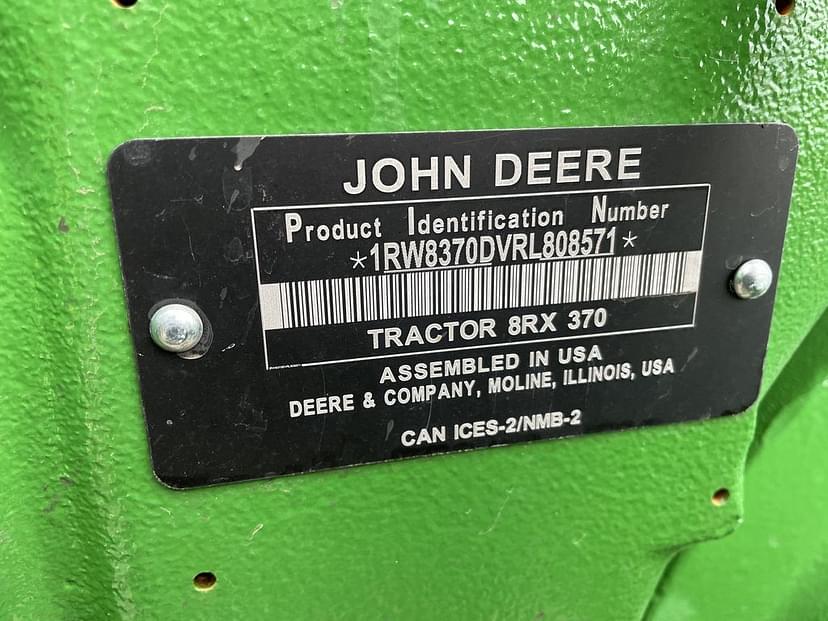 JOHN DEERE
Product Identification Number
*1RW8370DVRL808571*
TRACTOR 8RX 370
ASSEMBLED IN USA
DEERE & COMPANY, MOLINE, ILLINOIS, USA
CAN ICES-2/NMB-2